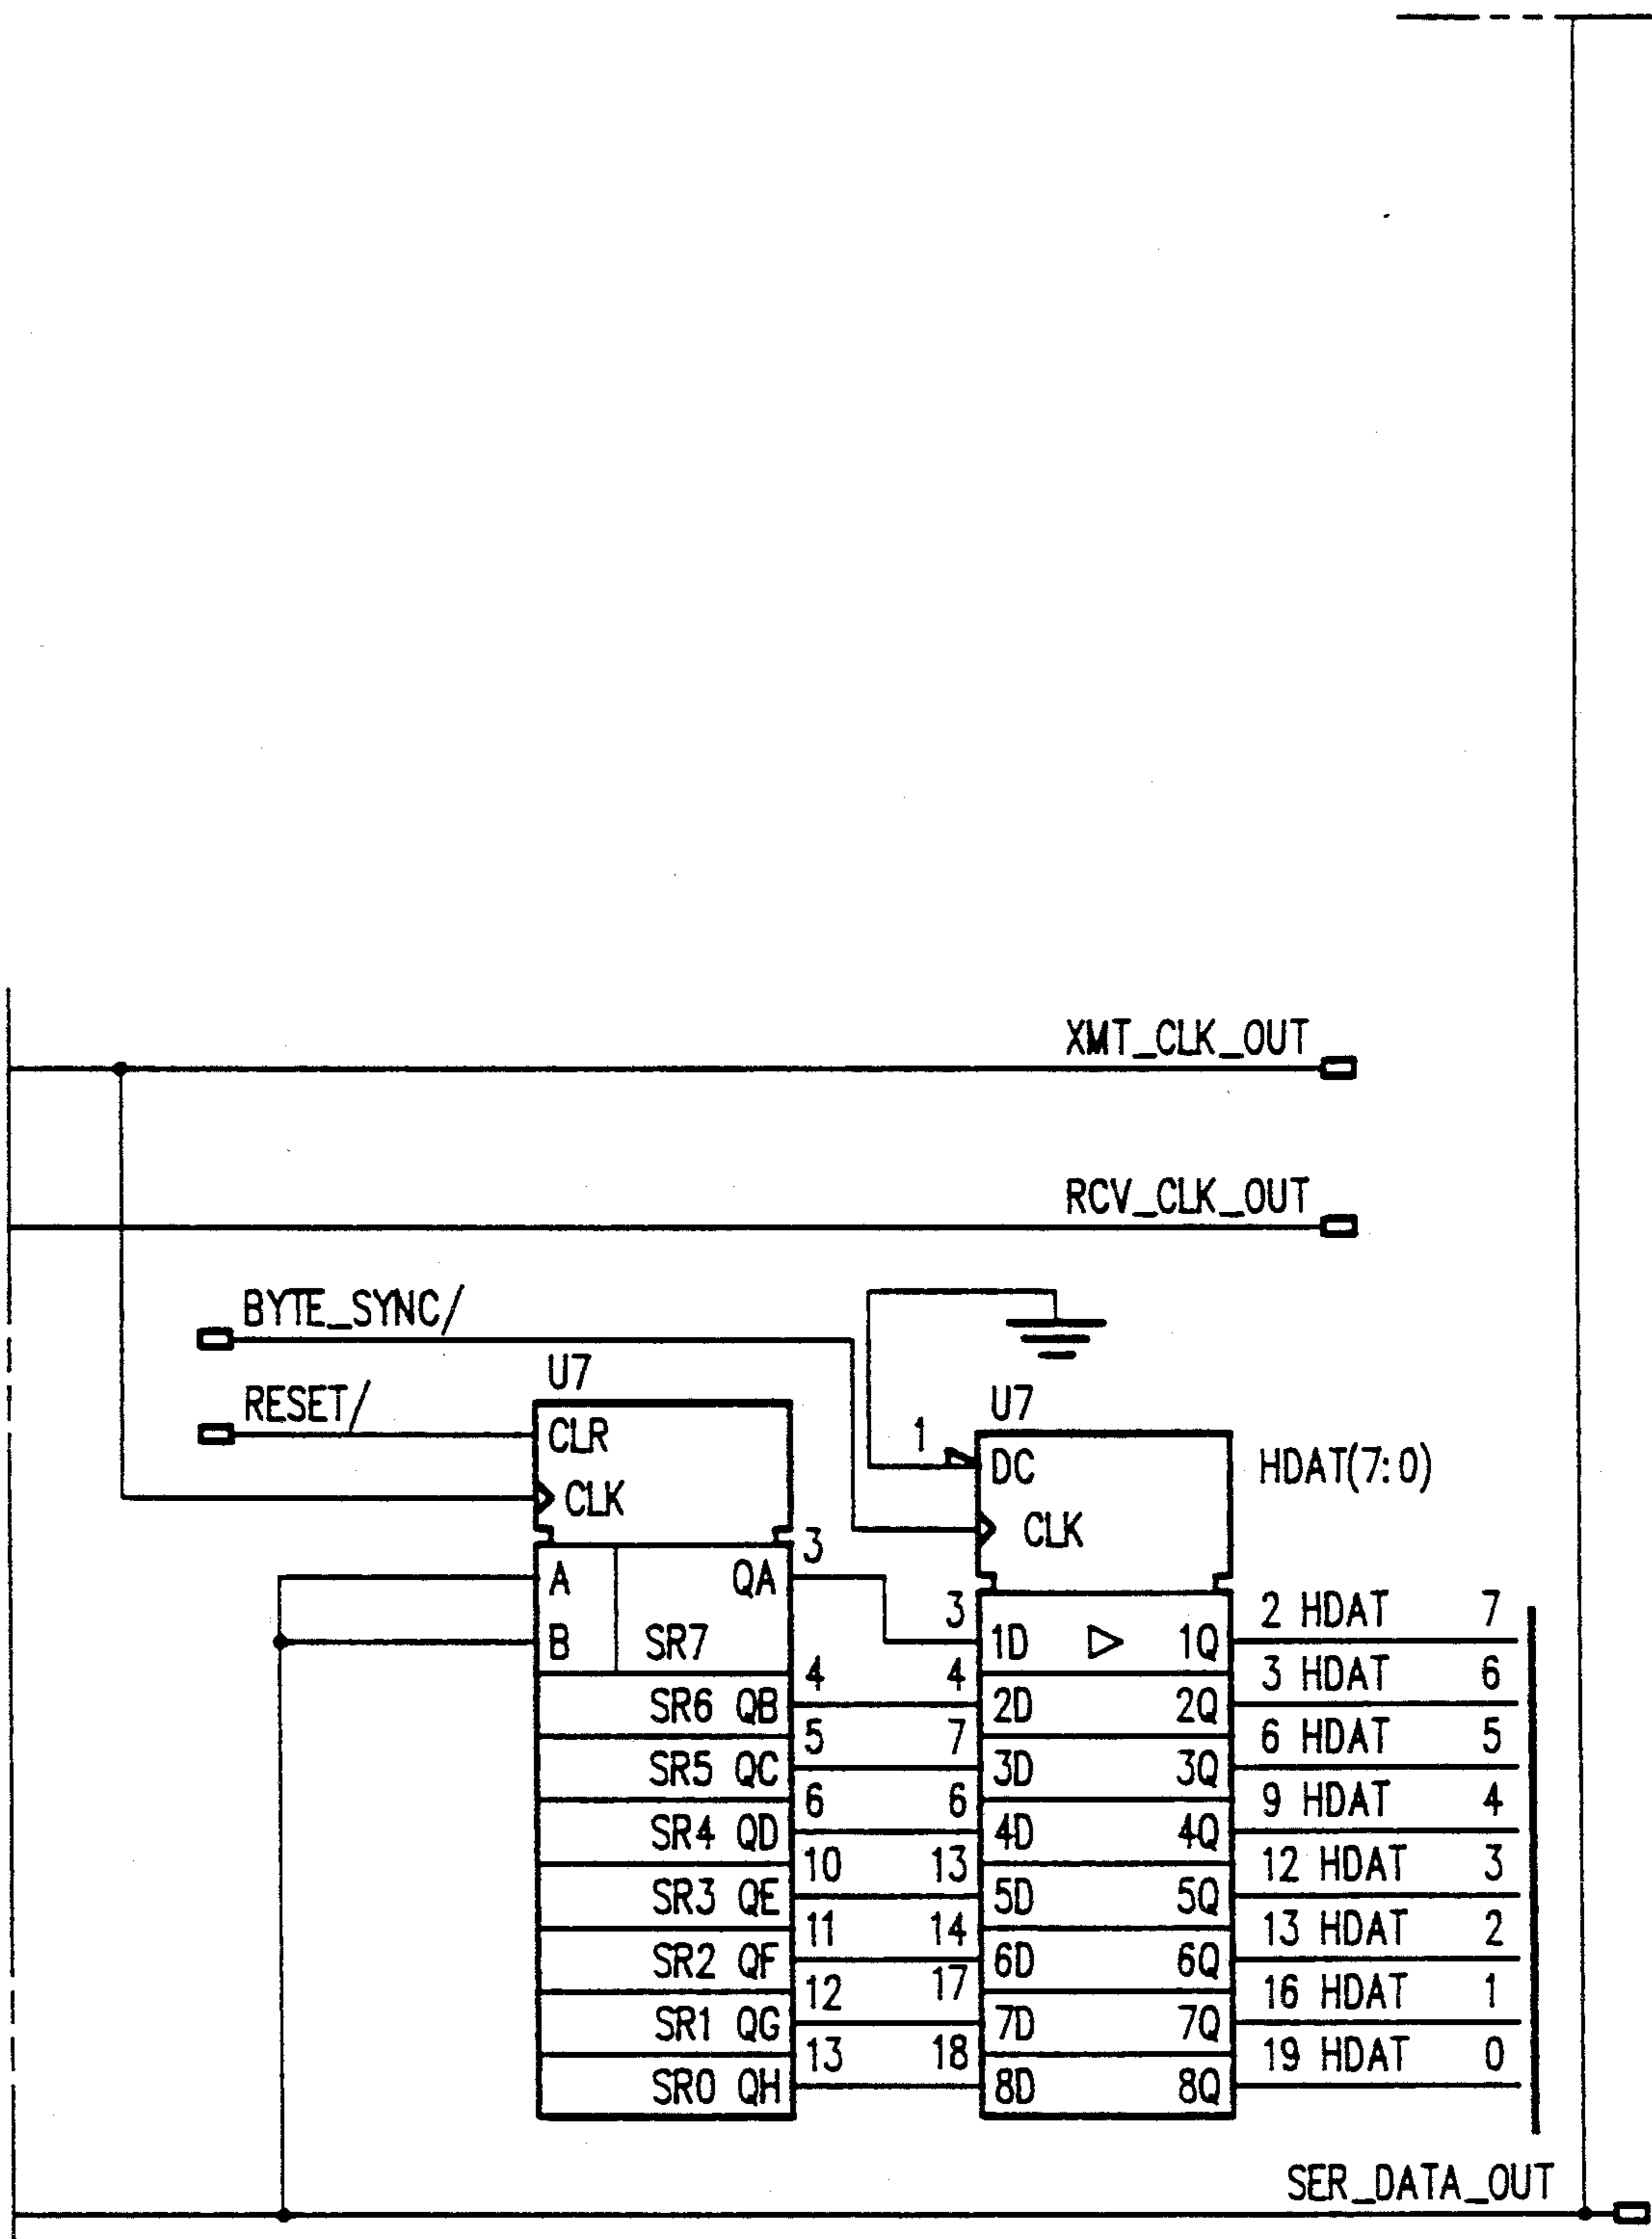 XMT_CLK_OUT
RCV_CLK_OUT
BYTE_SYNC/
U7
RESET/
U7
CLR
1
DC
HDAT(7:0)
CLK
CLK
3
A QA
3
2 HDAT 7
B SR7
1D 1Q
4 4
3 HDAT 6
SR6 QB
2D 2Q
5 7
6 HDAT 5
SR5 QC
3D 3Q
6 6
9 HDAT 4
SR4 QD
4D 4Q
10 13
12 HDAT 3
SR3 QE
5D 5Q
11 14
13 HDAT 2
SR2 QF
6D 6Q
12 17
16 HDAT 1
SR1 QG
7D 7Q
13 18
19 HDAT 0
SR0 QH
8D 8Q
SER_DATA_OUT